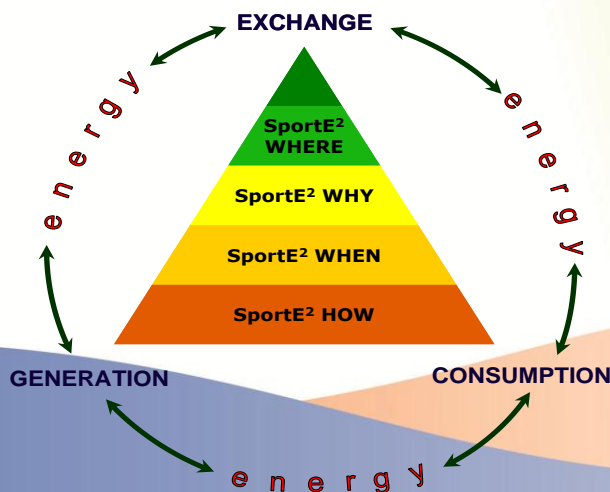 EXCHANGE
energy
energy
SportE²
WHERE
SportE² WHY
SportE² WHEN
SportE² HOW
GENERATION
CONSUMPTION
energy